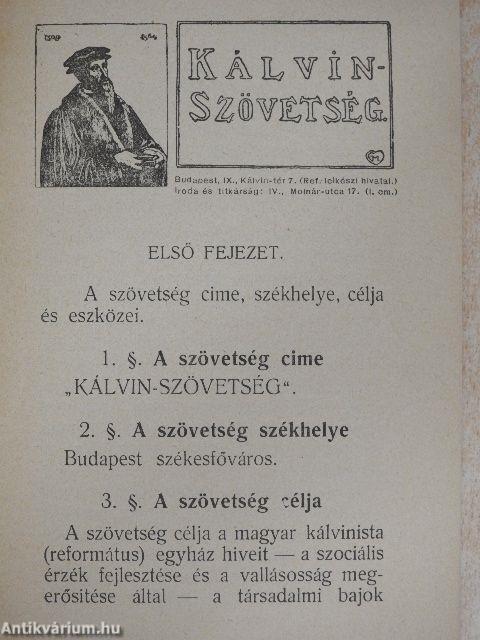 1509 1564
KÁLVIN-
SZÖVETSÉG.
Budapest, IX., Kálvin-tér 7. (Ref. lelkészi hivatal.)
Iroda és titkárság: IV., Molnár-utca 17. (I. em.)
ELSŐ FEJEZET.
A szövetség cime, székhelye, célja
és eszközei.
1. §. A szövetség cime
„KÁLVIN-SZÖVETSÉG“.
2. §. A szövetség székhelye
Budapest székesfőváros.
3. §. A szövetség célja
A szövetség célja a magyar kálvinista
(református) egyház hiveit — a szociális
érzék fejlesztése és a vallásosság meg-
erősitése által — a társadalmi bajok
Antikvárium.hu